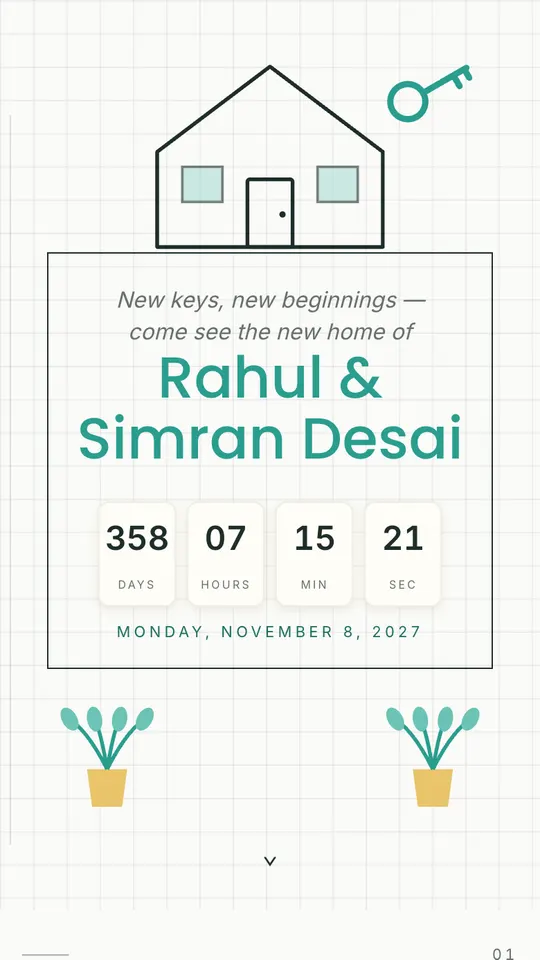 New keys, new beginnings —
come see the new home of
Rahul &
Simran Desai
358 07 15 21
DAYS HOURS MIN SEC
MONDAY, NOVEMBER 8, 2027
01